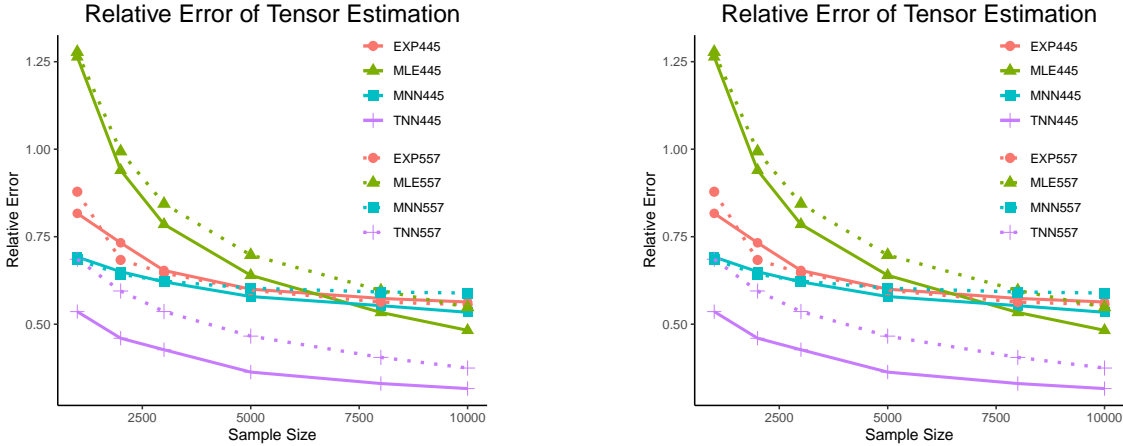 Relative Error of Tensor Estimation
Relative Error
1.25
1.00
0.75
0.50
EXP445
MLE445
MNN445
TNN445
EXP557
MLE557
MNN557
TNN557
2500
5000
7500
10000
Sample Size
Relative Error of Tensor Estimation
Relative Error
1.25
1.00
0.75
0.50
EXP445
MLE445
MNN445
TNN445
EXP557
MLE557
MNN557
TNN557
2500
5000
7500
10000
Sample Size